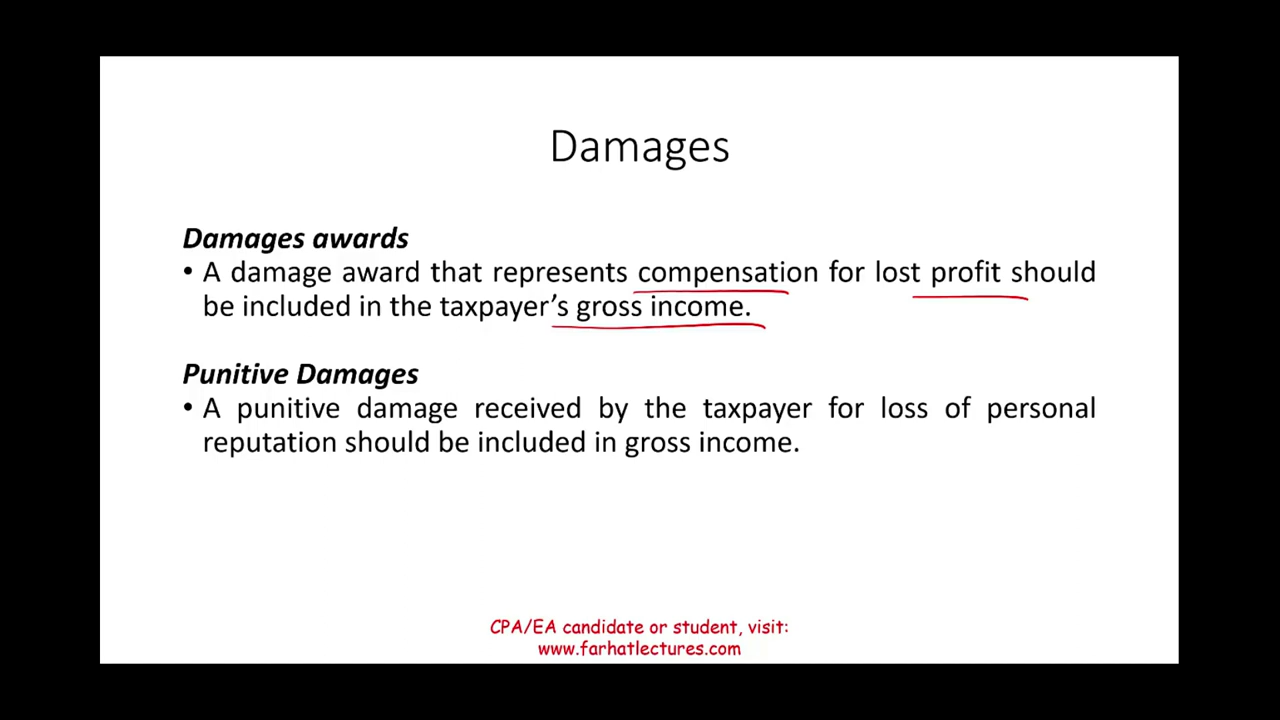 Damages
Damages awards
• A damage award that represents compensation for lost profit should
be included in the taxpayer’s gross income.
Punitive Damages
• A punitive damage received by the taxpayer for loss of personal
reputation should be included in gross income.
CPA/EA candidate or student, visit:
www.farhatlectures.com